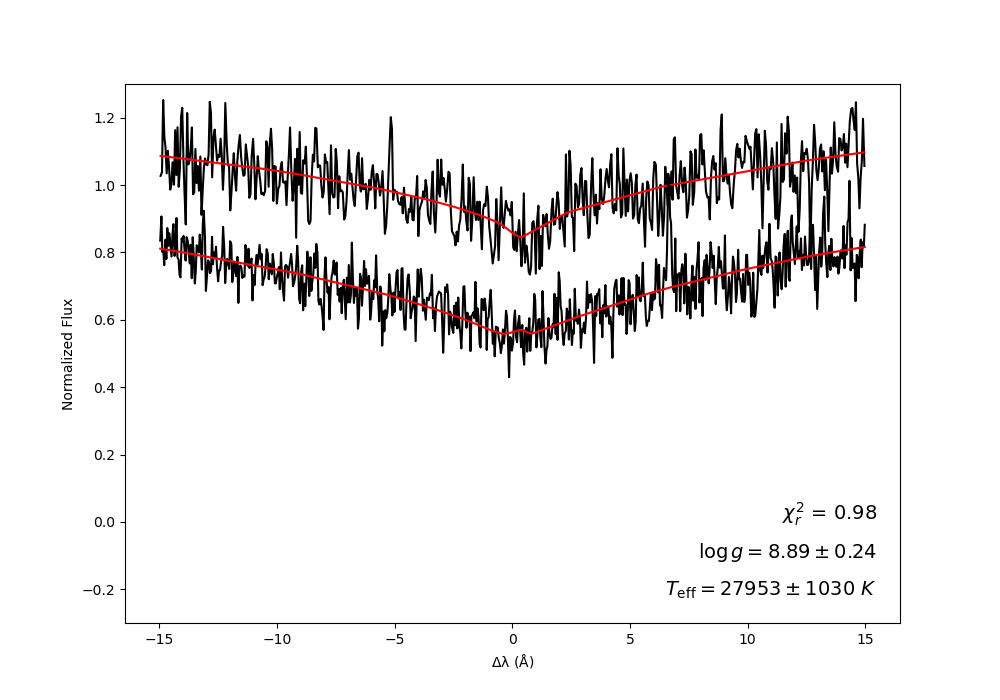 1.2
1.0
0.8
0.6
0.4
0.2
0.0
−0.2
Normalized Flux
χ²ᵣ = 0.98
log g = 8.89 ± 0.24
T_eff = 27953 ± 1030 K
−15 −10 −5 0 5 10 15
Δλ (Å)